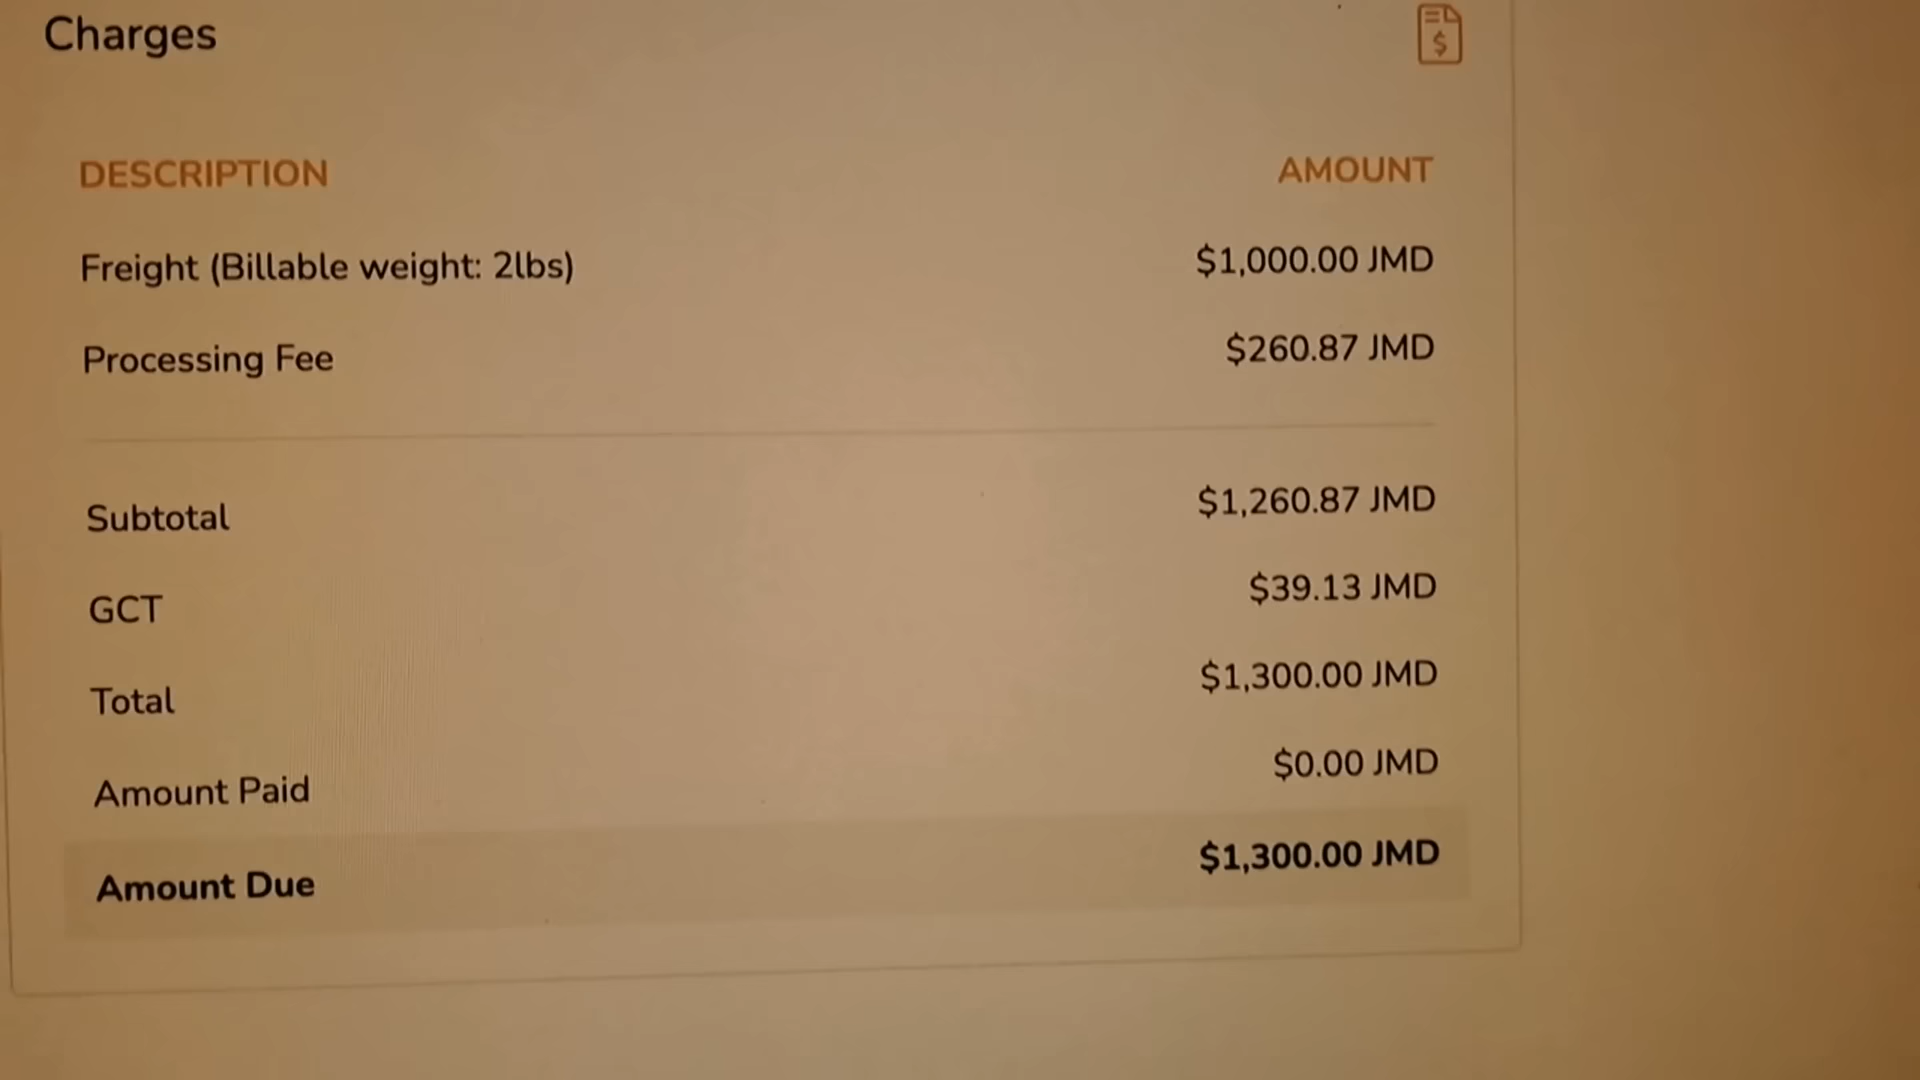 Charges
DESCRIPTION AMOUNT
Freight (Billable weight: 2lbs) $1,000.00 JMD
Processing Fee $260.87 JMD
Subtotal $1,260.87 JMD
GCT $39.13 JMD
Total $1,300.00 JMD
Amount Paid $0.00 JMD
Amount Due $1,300.00 JMD